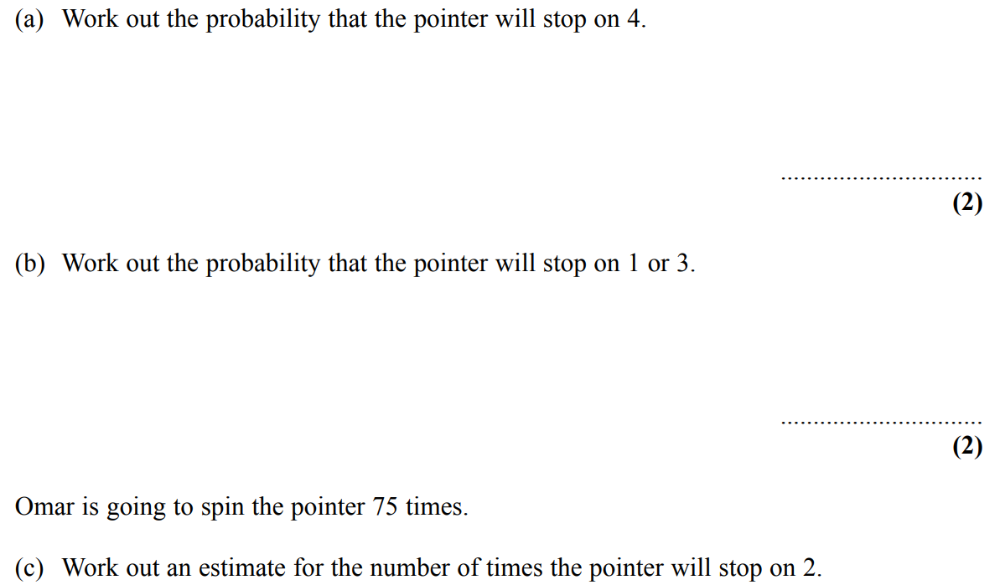 (a) Work out the probability that the pointer will stop on 4.
...............................
(2)
(b) Work out the probability that the pointer will stop on 1 or 3.
...............................
(2)
Omar is going to spin the pointer 75 times.
(c) Work out an estimate for the number of times the pointer will stop on 2.